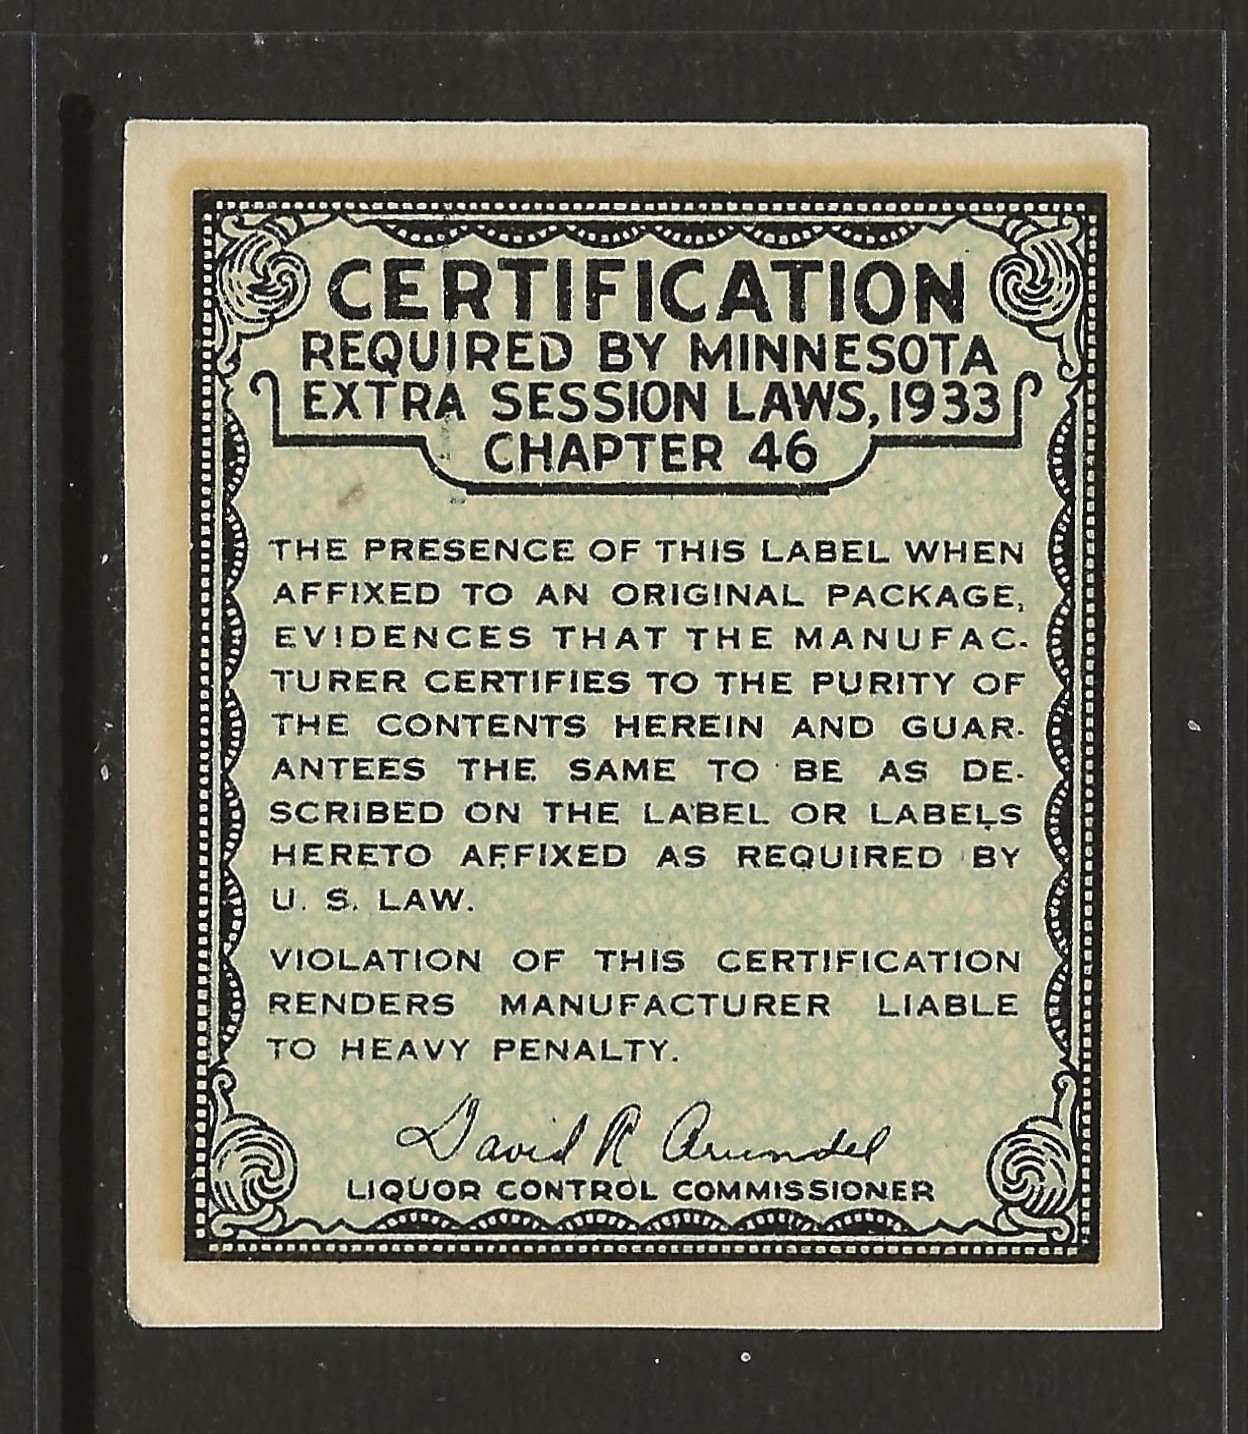 CERTIFICATION
REQUIRED BY MINNESOTA
EXTRA SESSION LAWS, 1933
CHAPTER 46
THE PRESENCE OF THIS LABEL WHEN
AFFIXED TO AN ORIGINAL PACKAGE,
EVIDENCES THAT THE MANUFAC-
TURER CERTIFIES TO THE PURITY OF
THE CONTENTS HEREIN AND GUAR-
ANTEES THE SAME TO BE AS DE-
SCRIBED ON THE LABEL OR LABELS
HERETO AFFIXED AS REQUIRED BY
U. S. LAW.
VIOLATION OF THIS CERTIFICATION
RENDERS MANUFACTURER LIABLE
TO HEAVY PENALTY.
David R Arundel
LIQUOR CONTROL COMMISSIONER